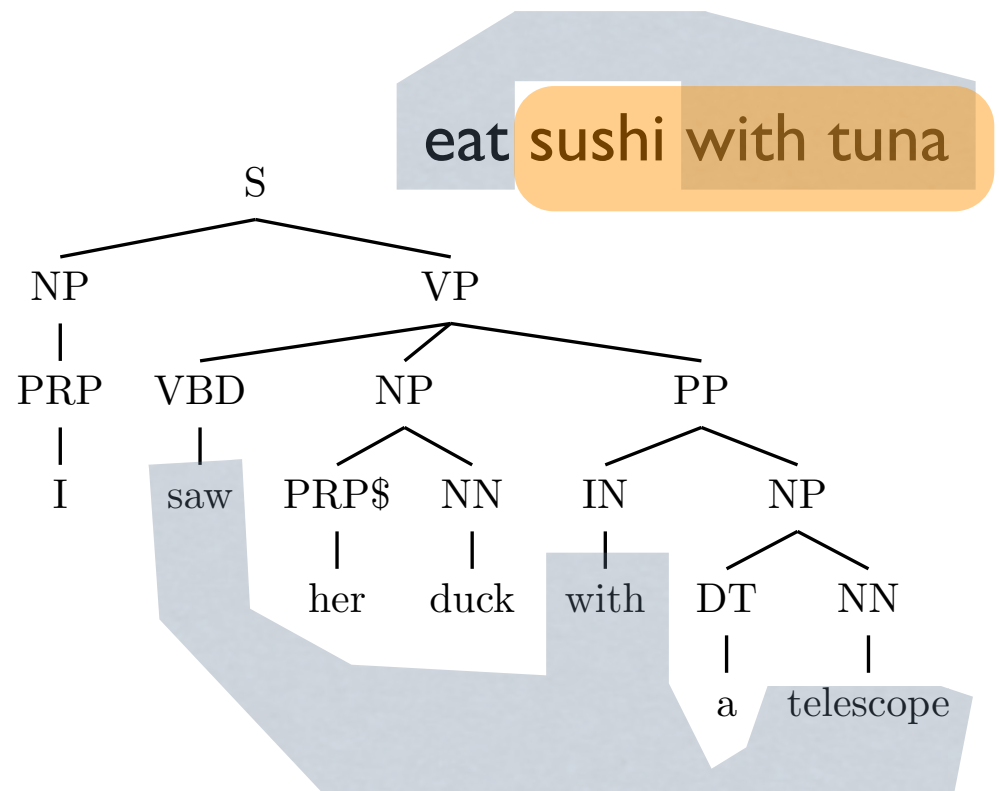 eat sushi with tuna
S
NP VP
PRP VBD NP PP
I saw PRP$ NN IN NP
her duck with DT NN
a telescope